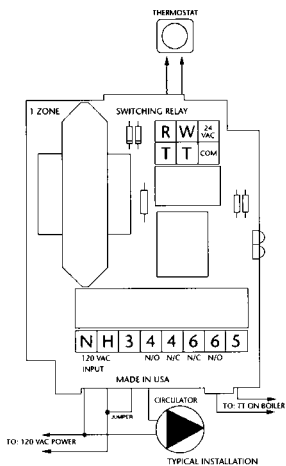 THERMOSTAT
1 ZONE
SWITCHING RELAY
R W 24 VAC
T T COM
N H 3 4 4 6 6 5
120 VAC INPUT
N/O N/C N/C N/O
MADE IN USA
CIRCULATOR
JUMPER
TO: TT ON BOILER
TO: 120 VAC POWER
TYPICAL INSTALLATION